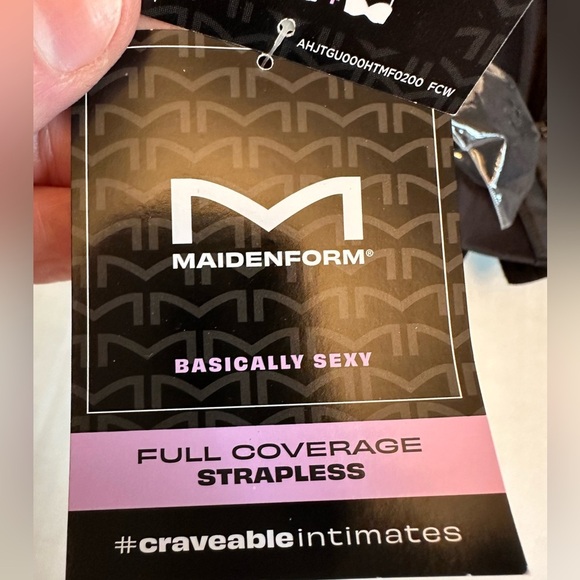 AHJTGU000HTMF0200 FCW
MAIDENFORM®
BASICALLY SEXY
FULL COVERAGE
STRAPLESS
#craveableintimates